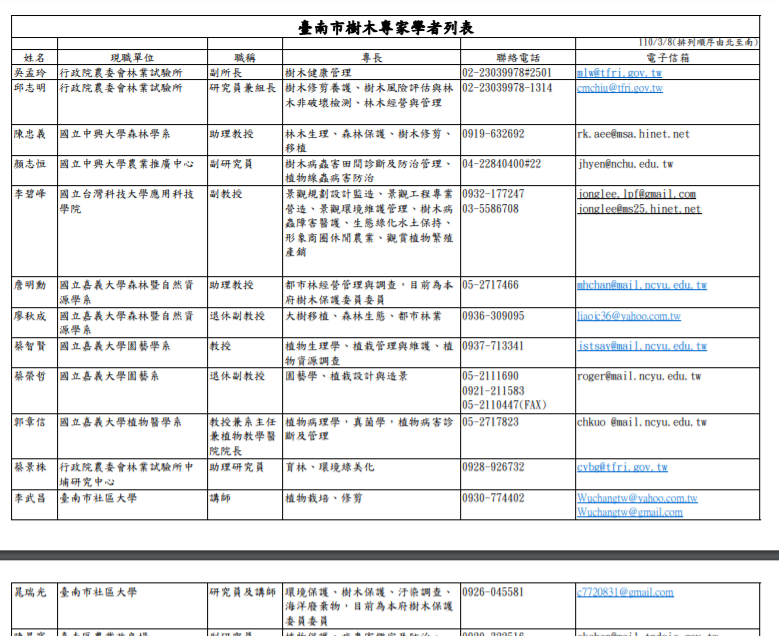 臺南市樹木專家學者列表
110/3/8(排列順序由北至南)
姓名 現職單位 職稱 專長 聯絡電話 電子信箱
吳孟玲 行政院農委會林業試驗所 副所長 樹木健康管理 02-23039978#2501 mlw@tfri.gov.tw
邱志明 行政院農委會林業試驗所 研究員兼組長 樹木修剪養護、樹木風險評估與林 02-23039978-1314 cmchiu@tfri.gov.tw
木非破壞檢測、林木經營與管理
陳忠義 國立中興大學森林學系 助理教授 林木生理、森林保護、樹木修剪、 0919-632692 rk.aee@msa.hinet.net
移植
顏志恒 國立中興大學農業推廣中心 副研究員 樹木病蟲害田間診斷及防治管理、 04-22840400#22 jhyen@nchu.edu.tw
植物線蟲病害防治
李碧峰 國立台灣科技大學應用科技 副教授 景觀規劃設計監造、景觀工程專業 0932-177247 jonglee.lpf@gmail.com
學院 營造、景觀環境維護管理、樹木病 03-5586708 jonglee@ms25.hinet.net
蟲障害醫護、生態綠化水土保持、
形象商圈休閒農業、觀賞植物繁殖
產銷
詹明勳 國立嘉義大學森林暨自然資 助理教授 都市林經營管理與調查，目前為本 05-2717466 mhchan@mail.ncyu.edu.tw
源學系 府樹木保護委員委員
廖秋成 國立嘉義大學森林暨自然資 退休副教授 大樹移植、森林生態、都市林業 0936-309095 liaojc36@yahoo.com.tw
源學系
蔡智賢 國立嘉義大學園藝學系 教授 植物生理學、植栽管理與維護、植 0937-713341 jstsay@mail.ncyu.edu.tw
物資源調查
蔡榮哲 國立嘉義大學園藝系 退休副教授 園藝學、植栽設計與造景 05-2111690 roger@mail.ncyu.edu.tw
0921-211583
05-2110447(FAX)
郭章信 國立嘉義大學植物醫學系 教授兼系主任 植物病理學，真菌學，植物病害診 05-2717823 chkuo @mail.ncyu.edu.tw
兼植物教學醫 斷及管理
院院長
蔡景株 行政院農委會林業試驗所中 助理研究員 育林、環境綠美化 0928-926732 cybg@tfri.gov.tw
埔研究中心
李武昌 臺南市社區大學 講師 植物栽培、修剪 0930-774402 Wuchangtw@yahoo.com.tw
Wuchangtw@gmail.com
晁瑞光 臺南市社區大學 研究員及講師 環境保護、樹木保護、汙染調查、 0926-045581 c7720831@gmail.com
海洋廢棄物，目前為本府樹木保護
委員委員